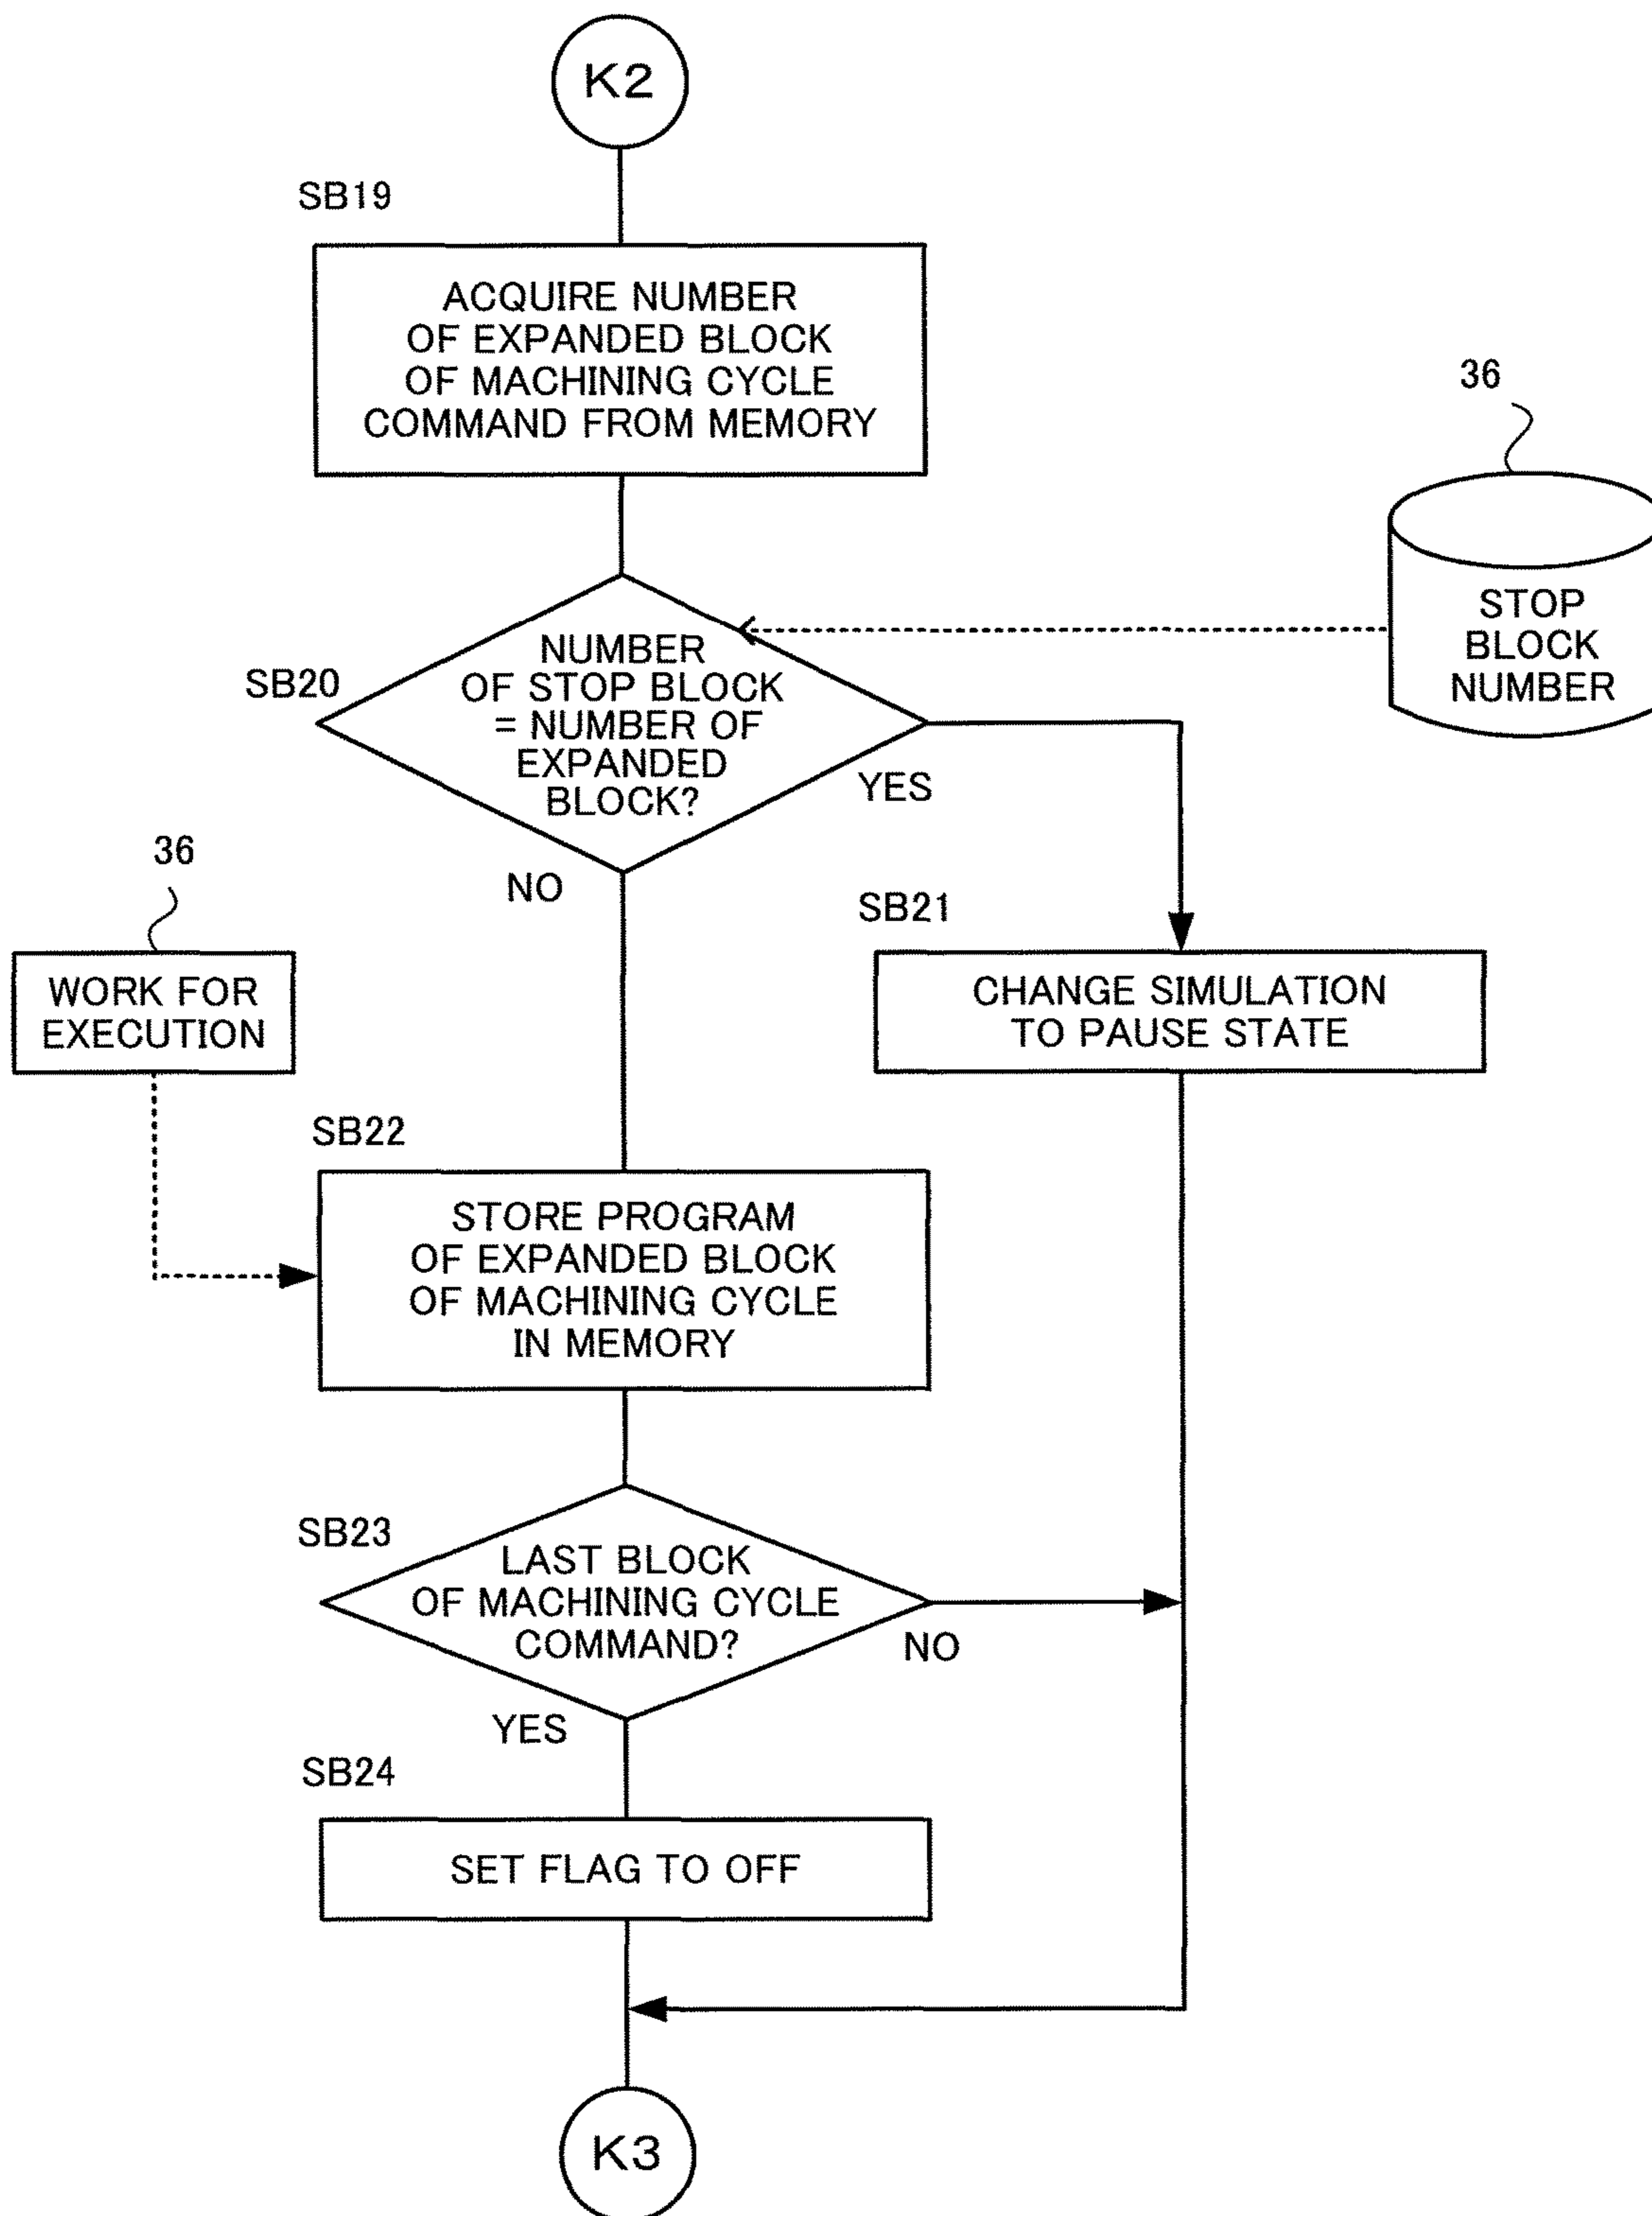 K2
SB19
ACQUIRE NUMBER
OF EXPANDED BLOCK
OF MACHINING CYCLE
COMMAND FROM MEMORY
36
STOP
BLOCK
NUMBER
SB20
NUMBER
OF STOP BLOCK
= NUMBER OF
EXPANDED
BLOCK?
YES
NO
36
WORK FOR
EXECUTION
SB21
CHANGE SIMULATION
TO PAUSE STATE
SB22
STORE PROGRAM
OF EXPANDED BLOCK
OF MACHINING CYCLE
IN MEMORY
SB23
LAST BLOCK
OF MACHINING CYCLE
COMMAND?
NO
YES
SB24
SET FLAG TO OFF
K3